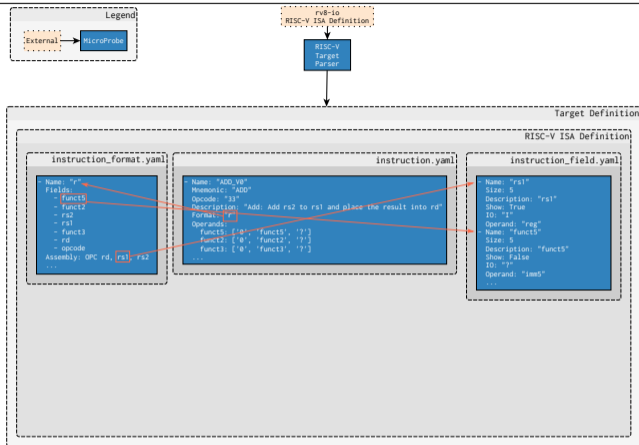 Legend
External
MicroProbe
rv8-io
RISC-V ISA Definition
RISC-V
Target
Parser
Target Definition
RISC-V ISA Definition
instruction_format.yaml
- Name: "r"
Fields:
- funct5
- funct2
- rs2
- rs1
- funct3
- rd
- opcode
Assembly: OPC rd, rs1, rs2
...
instruction.yaml
- Name: "ADD_V0"
Mnemonic: "ADD"
Opcode: "33"
Description: "Add: Add rs2 to rs1 and place the result into rd"
Format: "r"
Operands:
funct5: ['0', 'funct5', '?']
funct2: ['0', 'funct2', '?']
funct3: ['0', 'funct3', '?']
...
instruction_field.yaml
- Name: "rs1"
Size: 5
Description: "rs1"
Show: True
IO: "I"
Operand: "reg"
- Name: "funct5"
Size: 5
Description: "funct5"
Show: False
IO: "?"
Operand: "imm5"
...